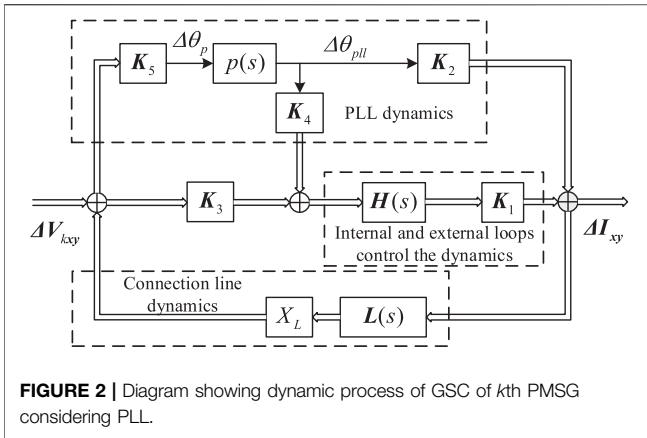 Δθp
Δθpll
K5
p(s)
K2
K4
PLL dynamics
K3
H(s)
K1
ΔVkxy
Internal and external loops
control the dynamics
ΔIxy
Connection line
dynamics
XL
L(s)
FIGURE 2 | Diagram showing dynamic process of GSC of kth PMSG
considering PLL.